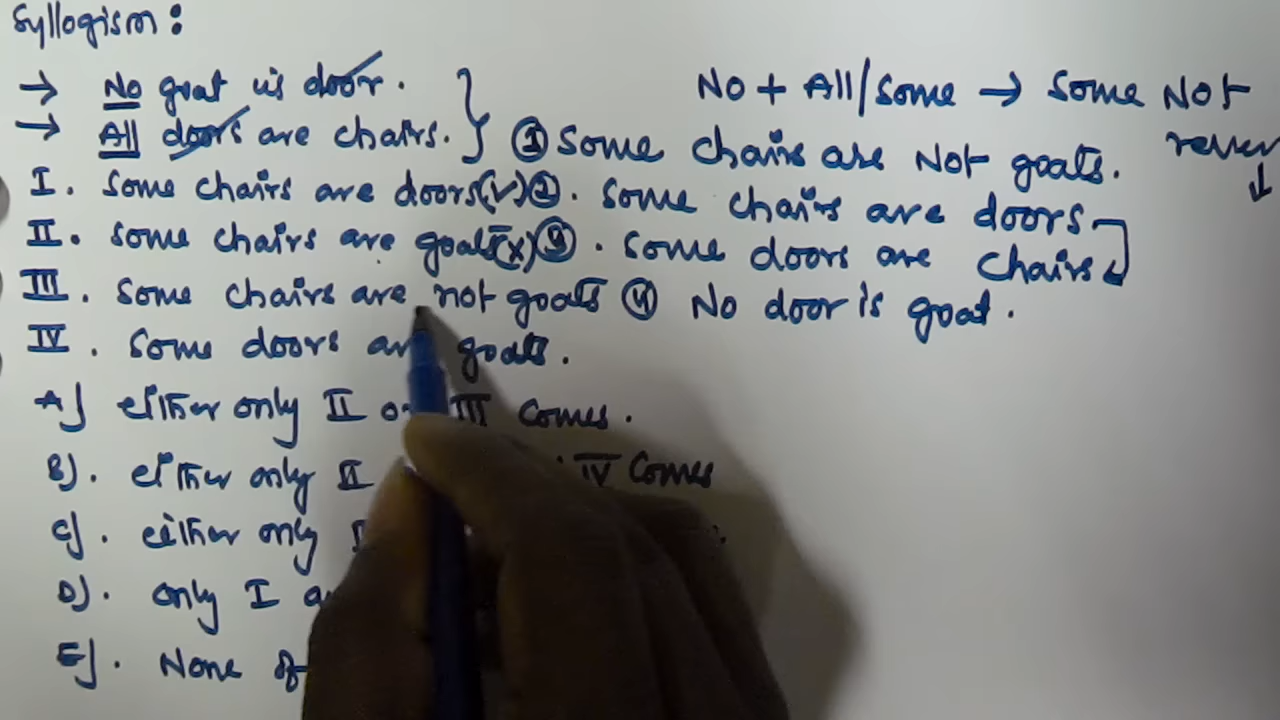 Syllogism:
→ No goat is door.
→ All doors are chairs.
No + All/Some → Some Not
① Some chairs are Not goats.
I. Some chairs are doors(✓) ②. Some chairs are doors
II. Some chairs are goats(x) ③. Some doors are chairs
III. Some chairs are not goats ④ No door is goat.
IV. Some doors are goats.
A) either only II or III Comes.
B). either only II IV Comes
C). either only
D). only I
E). None of